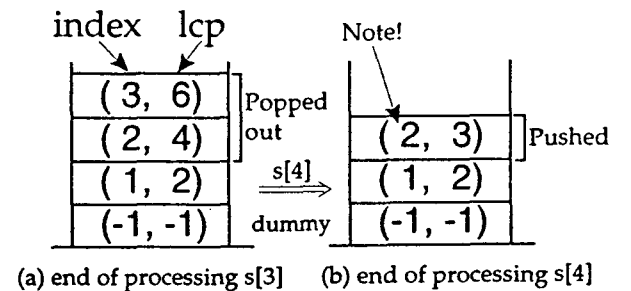 index lcp
( 3, 6)
( 2, 4)
( 1, 2)
(-1, -1)
Popped
out
s[4]
dummy
Note!
( 2, 3)
( 1, 2)
(-1, -1)
Pushed
(a) end of processing s[3]
(b) end of processing s[4]